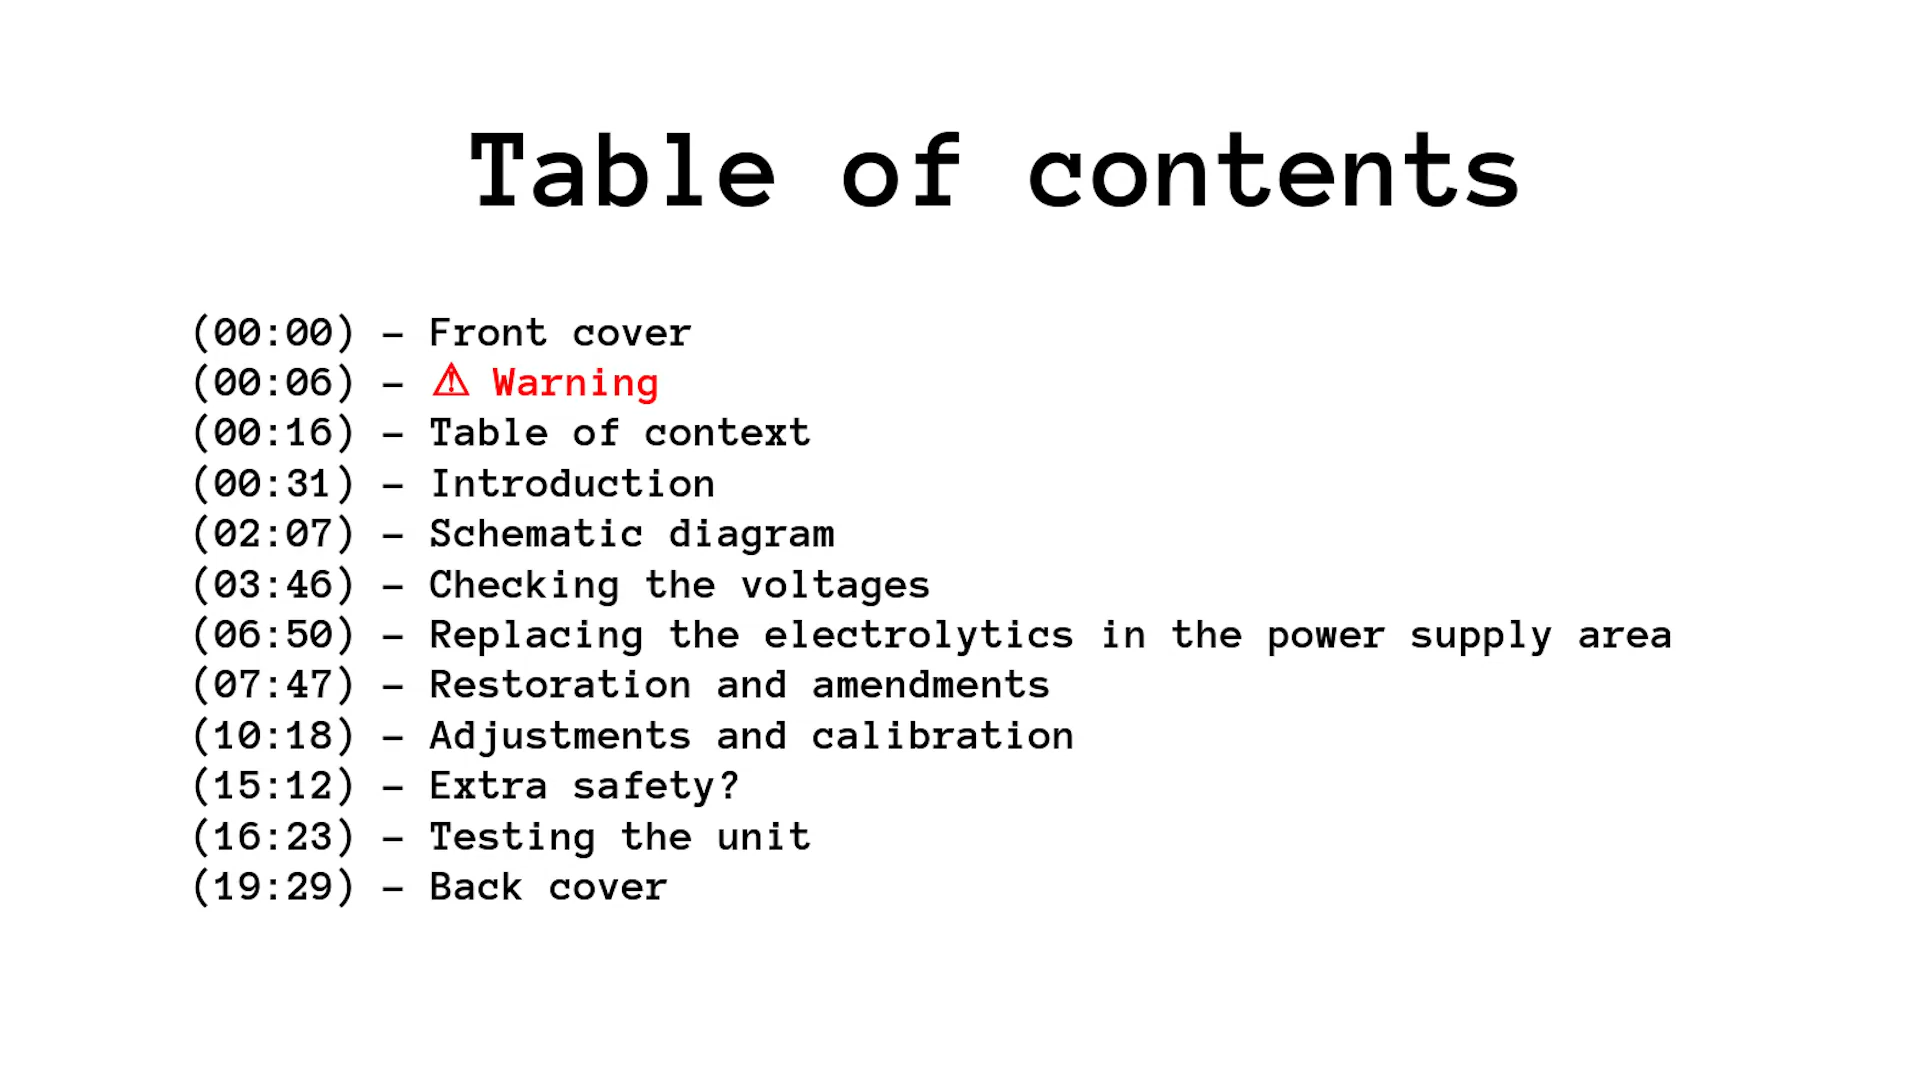 Table of contents
(00:00) – Front cover
(00:06) – ⚠ Warning
(00:16) – Table of context
(00:31) – Introduction
(02:07) – Schematic diagram
(03:46) – Checking the voltages
(06:50) – Replacing the electrolytics in the power supply area
(07:47) – Restoration and amendments
(10:18) – Adjustments and calibration
(15:12) – Extra safety?
(16:23) – Testing the unit
(19:29) – Back cover